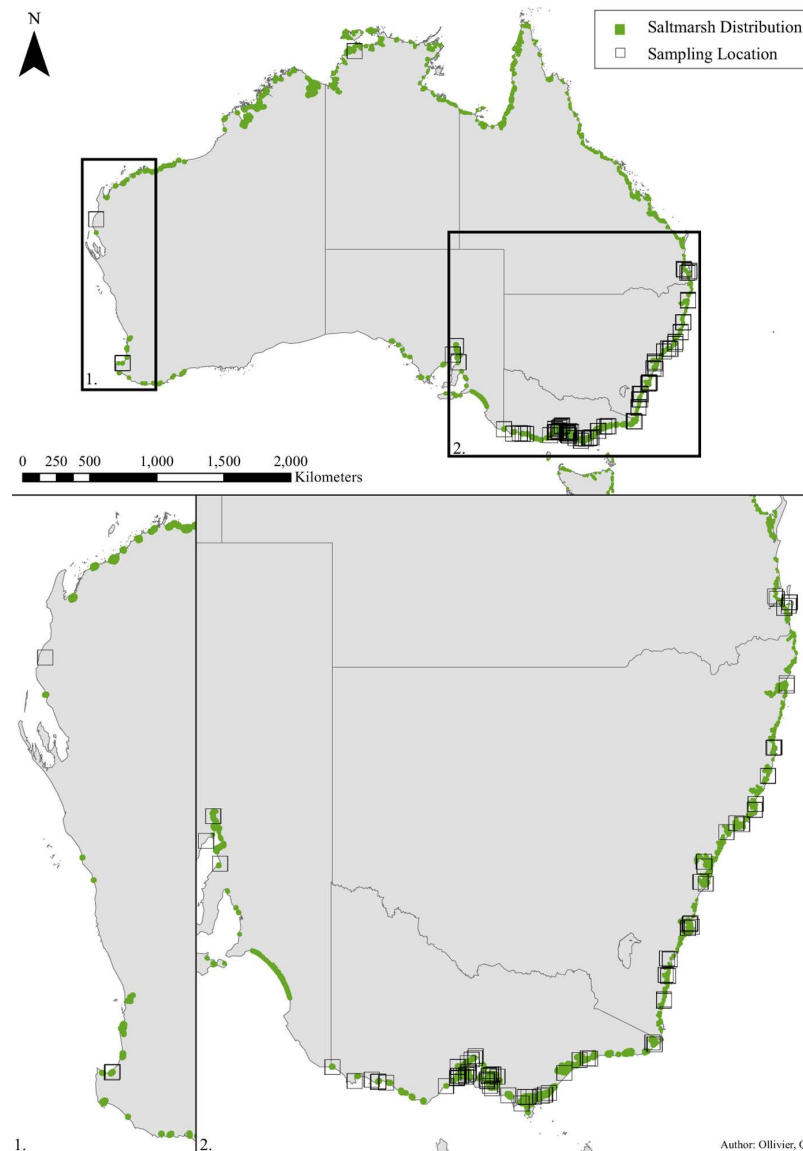 N
Saltmarsh Distribution
Sampling Location
1.
2.
0 250 500 1,000 1,500 2,000
Kilometers
1.
2.
Author: Ollivier, Q